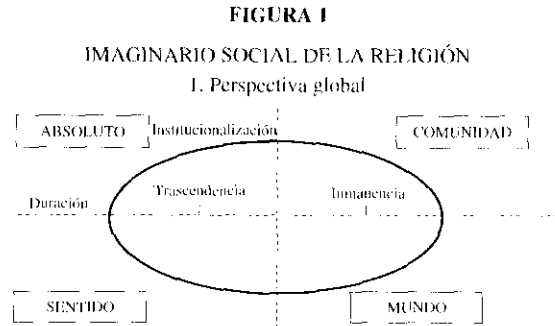 FIGURA 1
IMAGINARIO SOCIAL DE LA RELIGIÓN
1. Perspectiva global
ABSOLUTO Institucionalización COMUNIDAD
Trascendencia Inmanencia
Duración
SENTIDO MUNDO